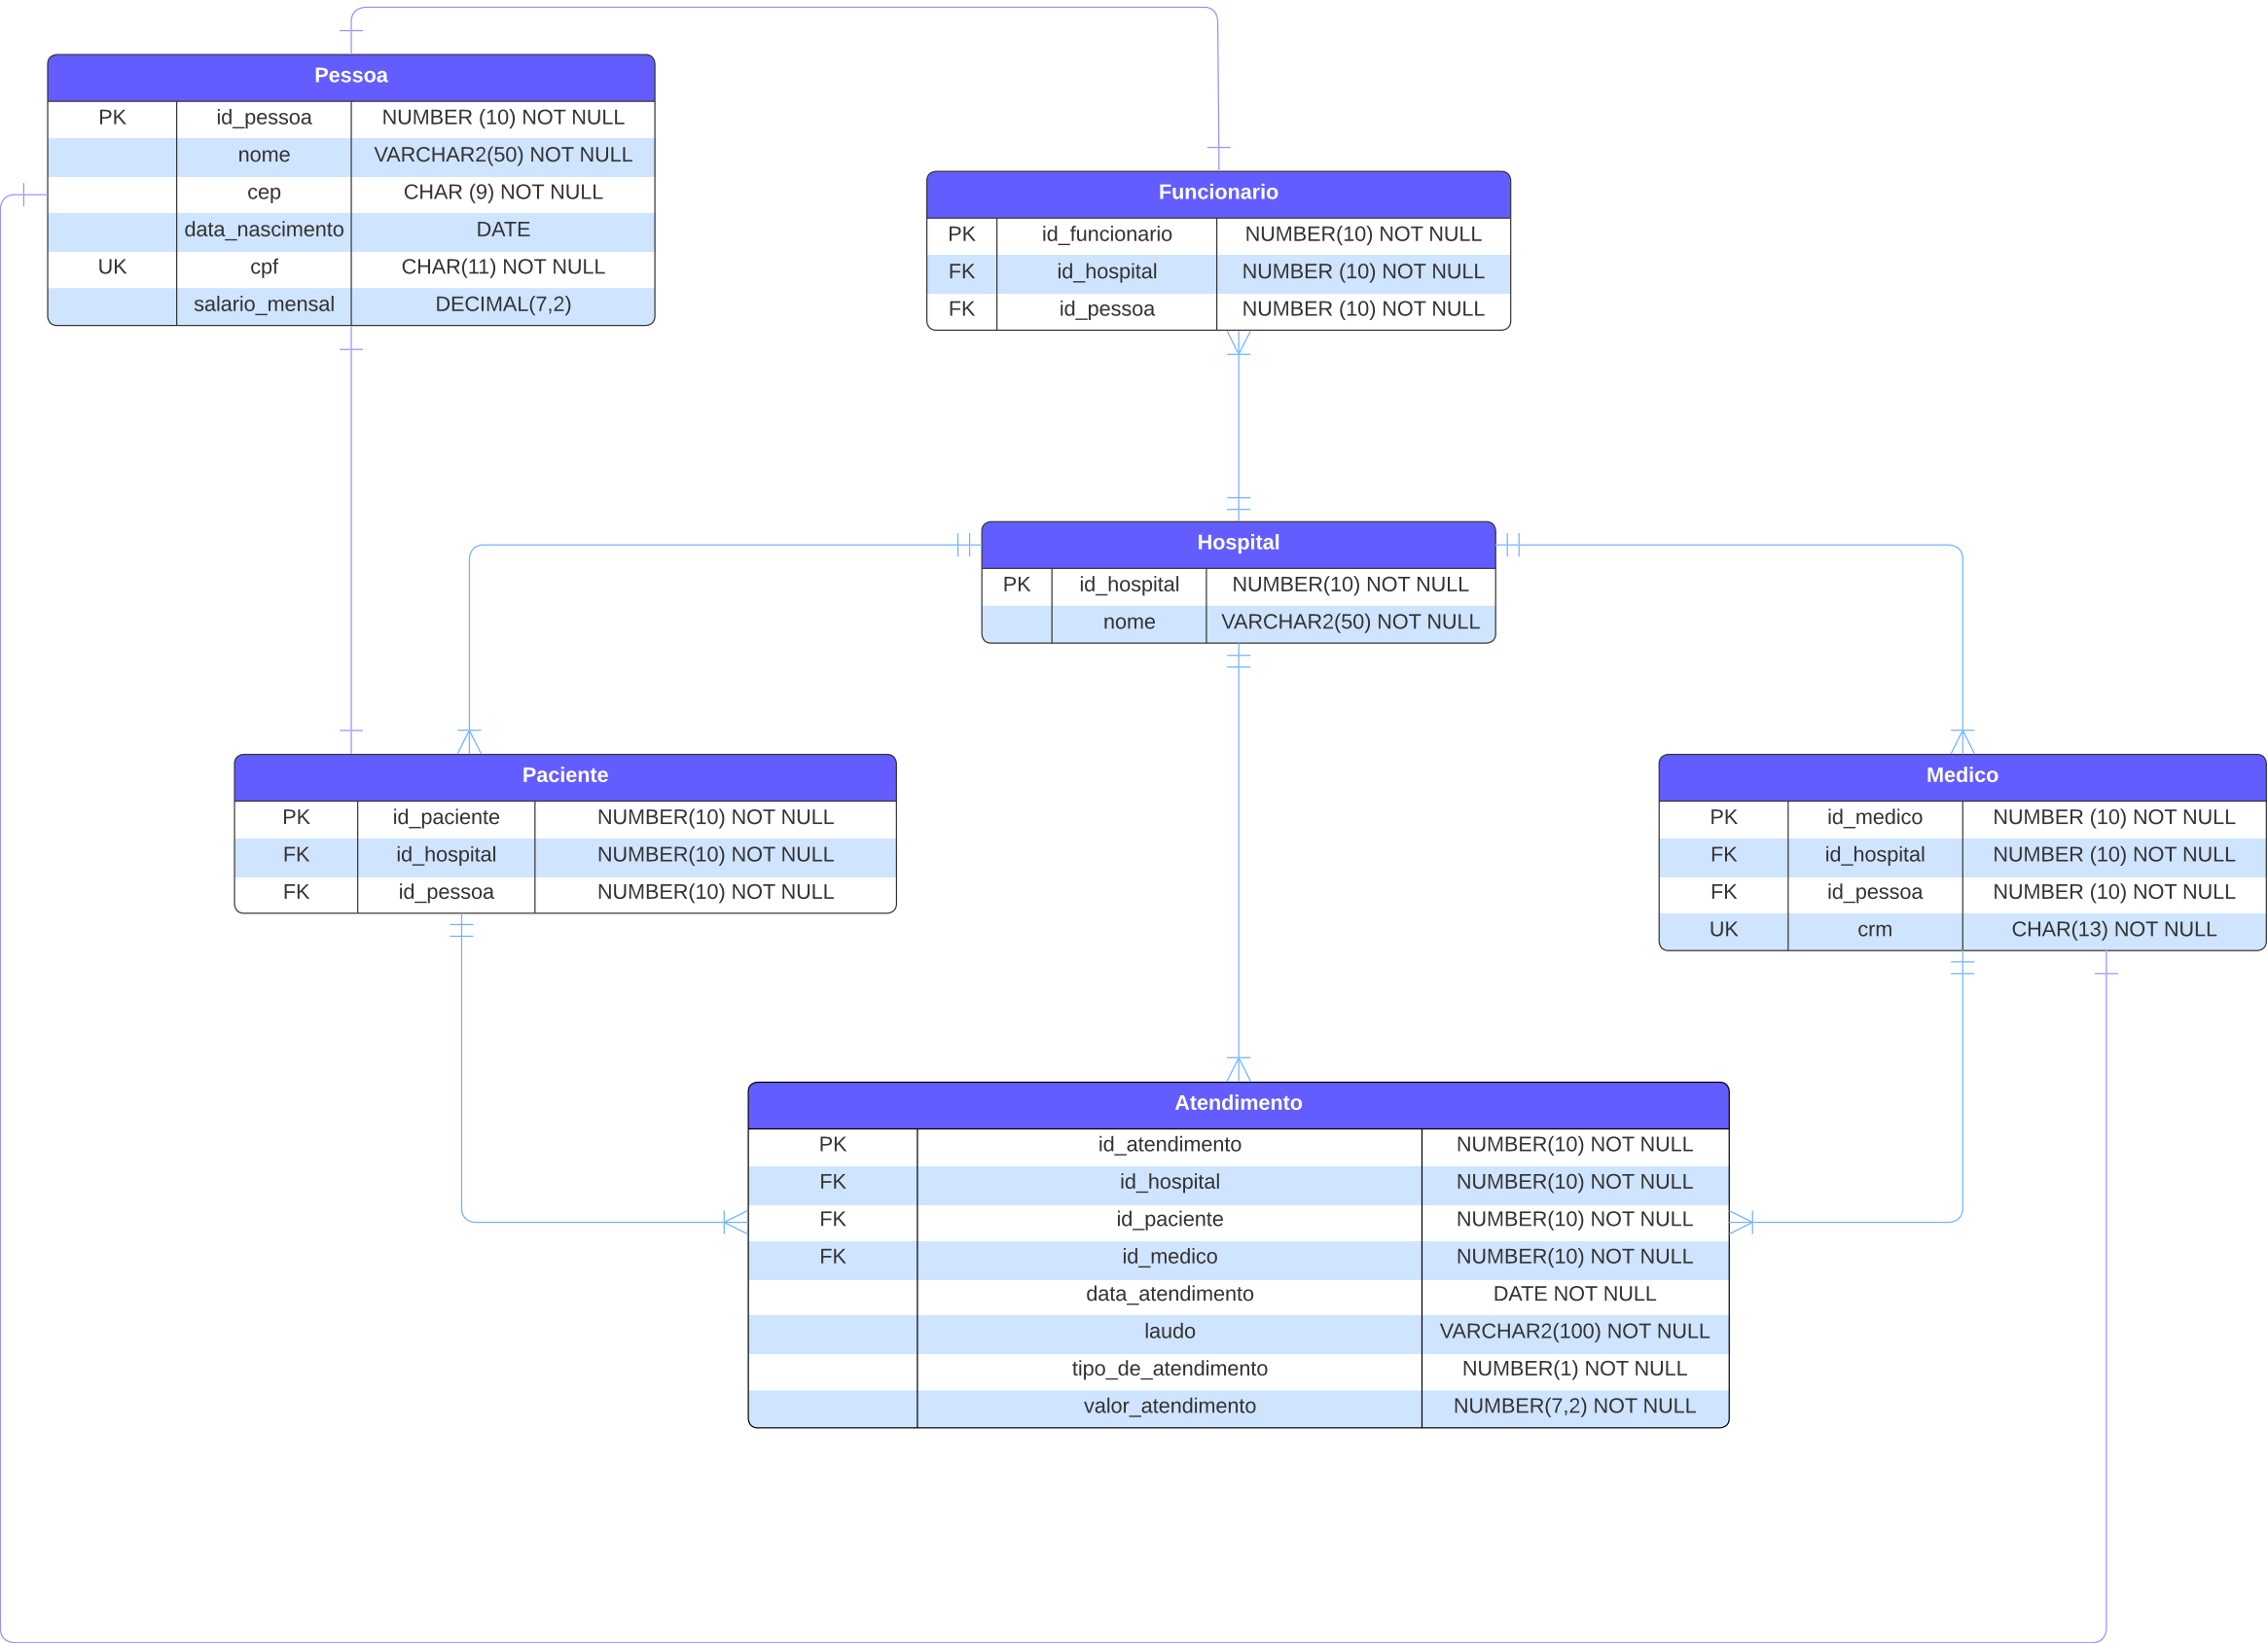 Pessoa
PK id_pessoa NUMBER (10) NOT NULL
nome VARCHAR2(50) NOT NULL
cep CHAR (9) NOT NULL
data_nascimento DATE
UK cpf CHAR(11) NOT NULL
salario_mensal DECIMAL(7,2)
Funcionario
PK id_funcionario NUMBER(10) NOT NULL
FK id_hospital NUMBER (10) NOT NULL
FK id_pessoa NUMBER (10) NOT NULL
Hospital
PK id_hospital NUMBER(10) NOT NULL
nome VARCHAR2(50) NOT NULL
Paciente
PK id_paciente NUMBER(10) NOT NULL
FK id_hospital NUMBER(10) NOT NULL
FK id_pessoa NUMBER(10) NOT NULL
Medico
PK id_medico NUMBER (10) NOT NULL
FK id_hospital NUMBER (10) NOT NULL
FK id_pessoa NUMBER (10) NOT NULL
UK crm CHAR(13) NOT NULL
Atendimento
PK id_atendimento NUMBER(10) NOT NULL
FK id_hospital NUMBER(10) NOT NULL
FK id_paciente NUMBER(10) NOT NULL
FK id_medico NUMBER(10) NOT NULL
data_atendimento DATE NOT NULL
laudo VARCHAR2(100) NOT NULL
tipo_de_atendimento NUMBER(1) NOT NULL
valor_atendimento NUMBER(7,2) NOT NULL